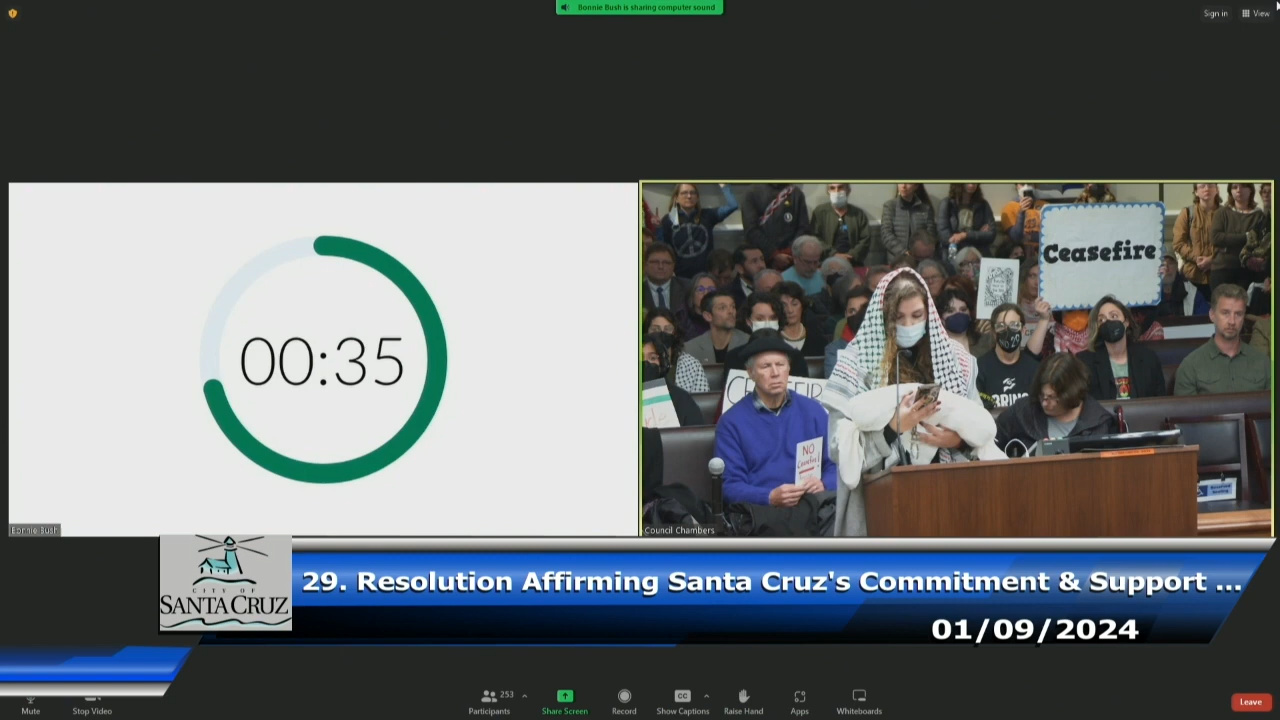 Bonnie Bush is sharing computer sound
Sign in
View
00:35
Ceasefire
CEASEFIR
NO
Ceasefire!
Bonnie Bush
Council Chambers
CITY OF
SANTA CRUZ
29. Resolution Affirming Santa Cruz's Commitment & Support ...
01/09/2024
Mute
Stop Video
253
Participants
Share Screen
Record
CC
Show Captions
Raise Hand
Apps
Whiteboards
Leave